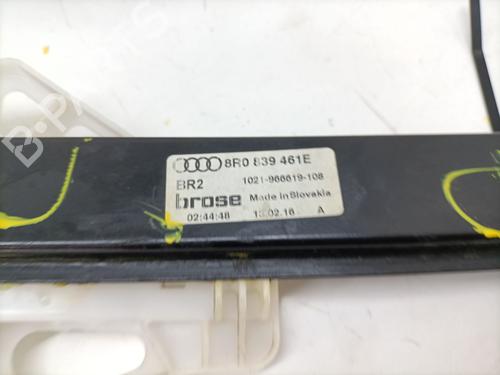 8R0 839 461E
BR2 1021-966619-108
brose Made in Slovakia
02:44:48 13.02.16 A